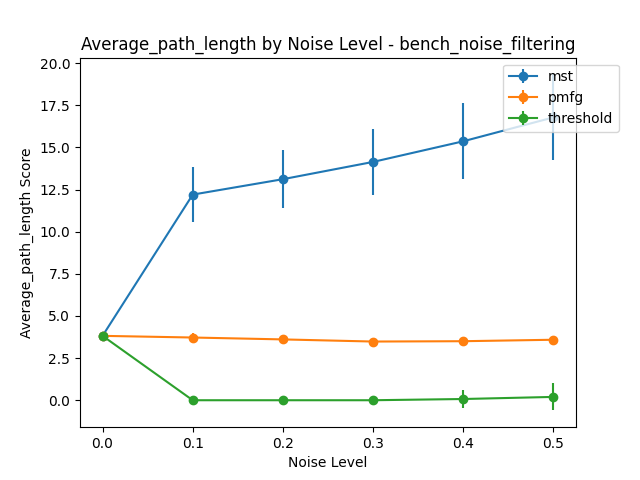 Average_path_length by Noise Level - bench_noise_filtering
mst
pmfg
threshold
Average_path_length Score
20.0
17.5
15.0
12.5
10.0
7.5
5.0
2.5
0.0
0.0 0.1 0.2 0.3 0.4 0.5
Noise Level